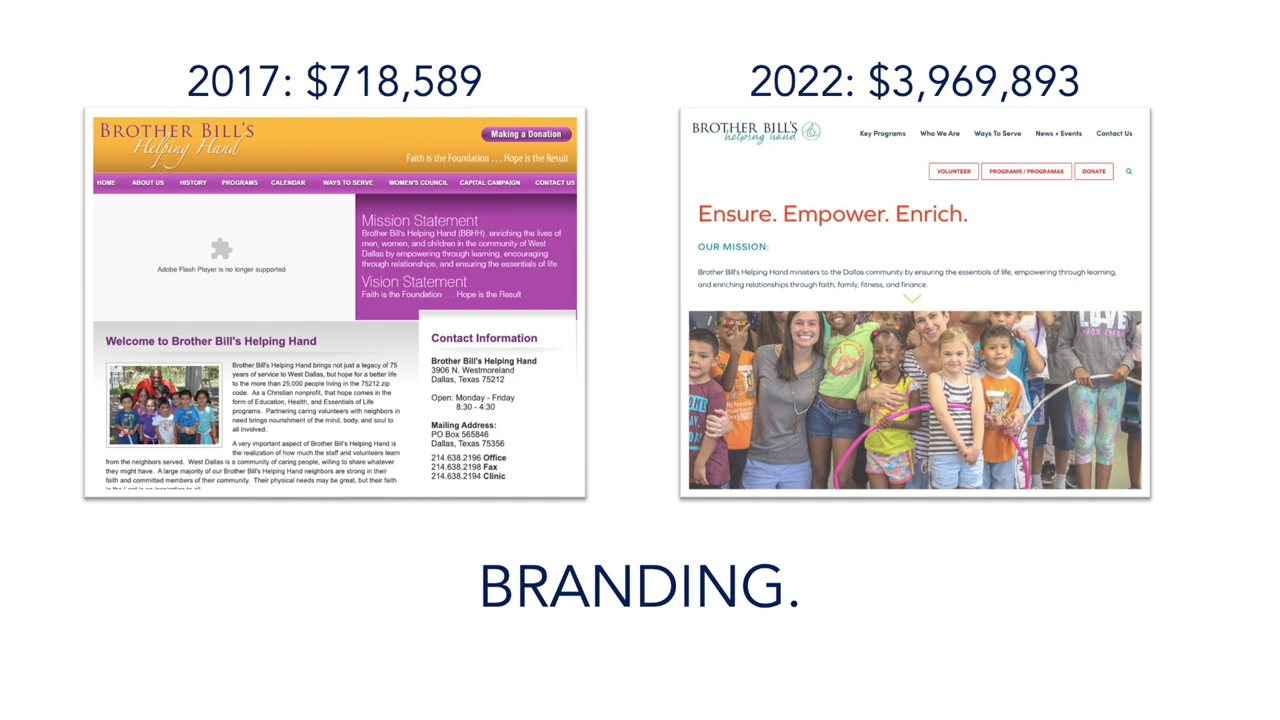 2017: $718,589
BROTHER BILL'S
Helping Hand
Making a Donation
Faith is the Foundation . . . Hope is the Result
HOME ABOUT US HISTORY PROGRAMS CALENDAR WAYS TO SERVE WOMEN'S COUNCIL CAPITAL CAMPAIGN CONTACT US
Adobe Flash Player is no longer supported
Mission Statement
Brother Bill's Helping Hand (BBHH), enriching the lives of
men, women, and children in the community of West
Dallas by empowering through learning, encouraging
through relationships, and ensuring the essentials of life.
Vision Statement
Faith is the Foundation . . . Hope is the Result
Welcome to Brother Bill's Helping Hand
Brother Bill's Helping Hand brings not just a legacy of 75
years of service to West Dallas, but hope for a better life
to the more than 25,000 people living in the 75212 zip
code. As a Christian nonprofit, that hope comes in the
form of Education, Health, and Essentials of Life
programs. Partnering caring volunteers with neighbors in
need brings nourishment of the mind, body, and soul to
all involved.
A very important aspect of Brother Bill's Helping Hand is
the realization of how much the staff and volunteers learn
from the neighbors served. West Dallas is a community of caring people, willing to share whatever
they might have. A large majority of our Brother Bill's Helping Hand neighbors are strong in their
faith and committed members of their community. Their physical needs may be great, but their faith
Contact Information
Brother Bill's Helping Hand
3906 N. Westmoreland
Dallas, Texas 75212
Open: Monday - Friday
8:30 - 4:30
Mailing Address:
PO Box 565846
Dallas, Texas 75356
214.638.2196 Office
214.638.2198 Fax
214.638.2194 Clinic
2022: $3,969,893
BROTHER BILL'S
helping hand
Key Programs Who We Are Ways To Serve News + Events Contact Us
VOLUNTEER PROGRAMS / PROGRAMAS DONATE
Ensure. Empower. Enrich.
OUR MISSION:
Brother Bill's Helping Hand ministers to the Dallas community by ensuring the essentials of life, empowering through learning,
and enriching relationships through faith, family, fitness, and finance.
LOVE
BRANDING.